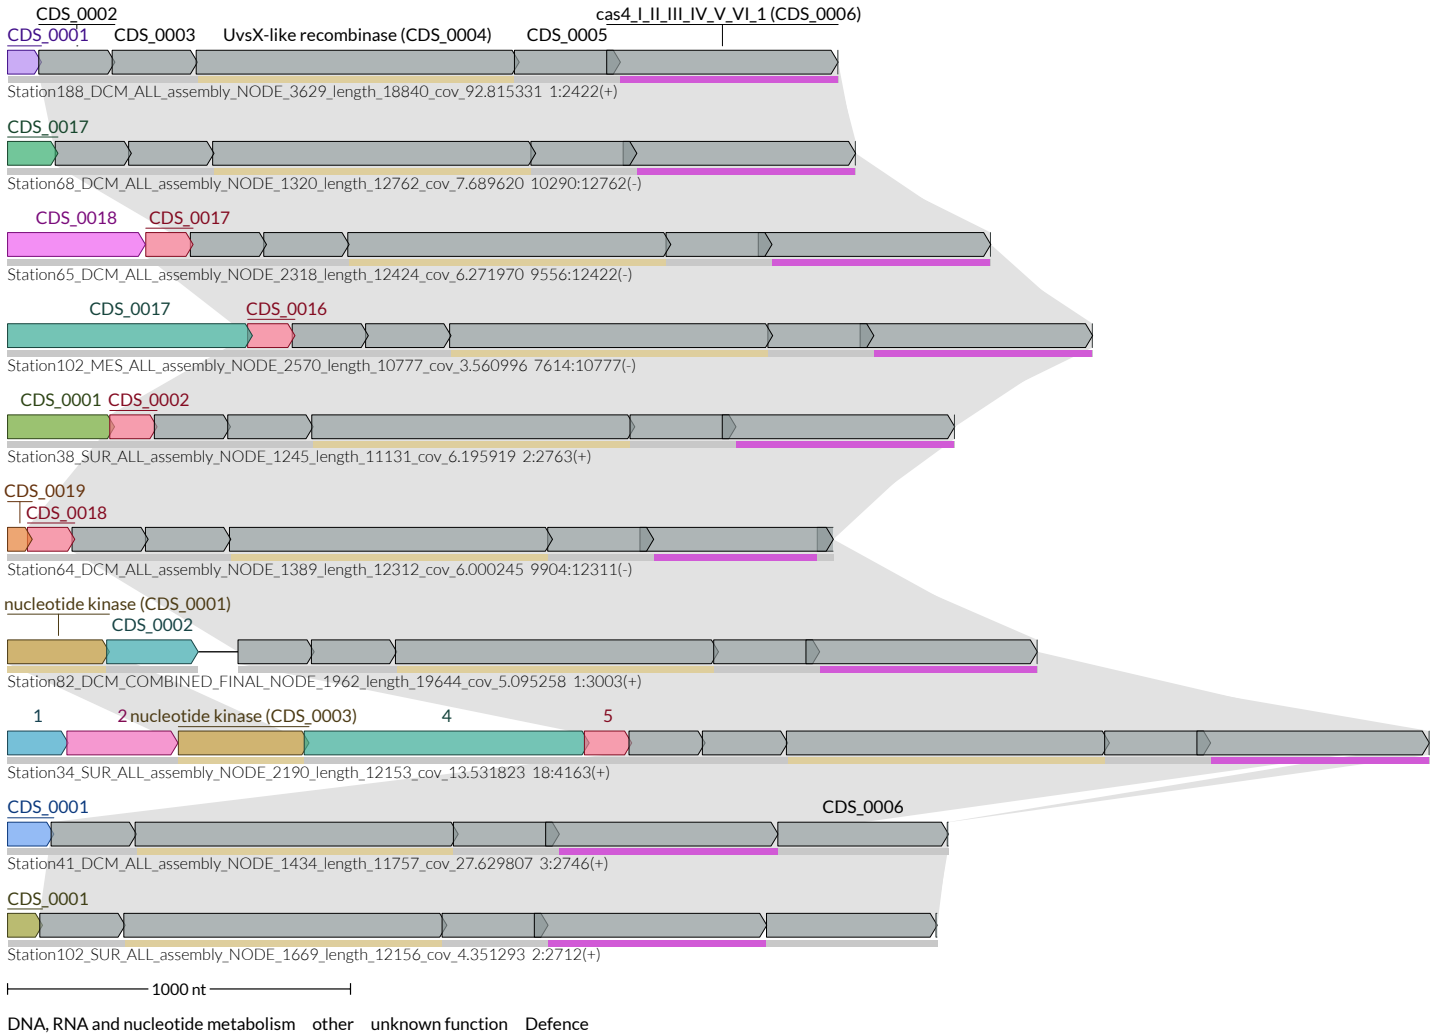 CDS_0002 cas4_I_II_III_IV_V_VI_1 (CDS_0006)
CDS_0001 CDS_0003 UvsX-like recombinase (CDS_0004) CDS_0005
Station188_DCM_ALL_assembly_NODE_3629_length_18840_cov_92.815331 1:2422(+)
CDS_0017
Station68_DCM_ALL_assembly_NODE_1320_length_12762_cov_7.689620 10290:12762(-)
CDS_0018 CDS_0017
Station65_DCM_ALL_assembly_NODE_2318_length_12424_cov_6.271970 9556:12422(-)
CDS_0017 CDS_0016
Station102_MES_ALL_assembly_NODE_2570_length_10777_cov_3.560996 7614:10777(-)
CDS_0001 CDS_0002
Station38_SUR_ALL_assembly_NODE_1245_length_11131_cov_6.195919 2:2763(+)
CDS_0019
CDS_0018
Station64_DCM_ALL_assembly_NODE_1389_length_12312_cov_6.000245 9904:12311(-)
nucleotide kinase (CDS_0001)
CDS_0002
Station82_DCM_COMBINED_FINAL_NODE_1962_length_19644_cov_5.095258 1:3003(+)
1 2 nucleotide kinase (CDS_0003) 4 5
Station34_SUR_ALL_assembly_NODE_2190_length_12153_cov_13.531823 18:4163(+)
CDS_0001 CDS_0006
Station41_DCM_ALL_assembly_NODE_1434_length_11757_cov_27.629807 3:2746(+)
CDS_0001
Station102_SUR_ALL_assembly_NODE_1669_length_12156_cov_4.351293 2:2712(+)
1000 nt
DNA, RNA and nucleotide metabolism other unknown function Defence